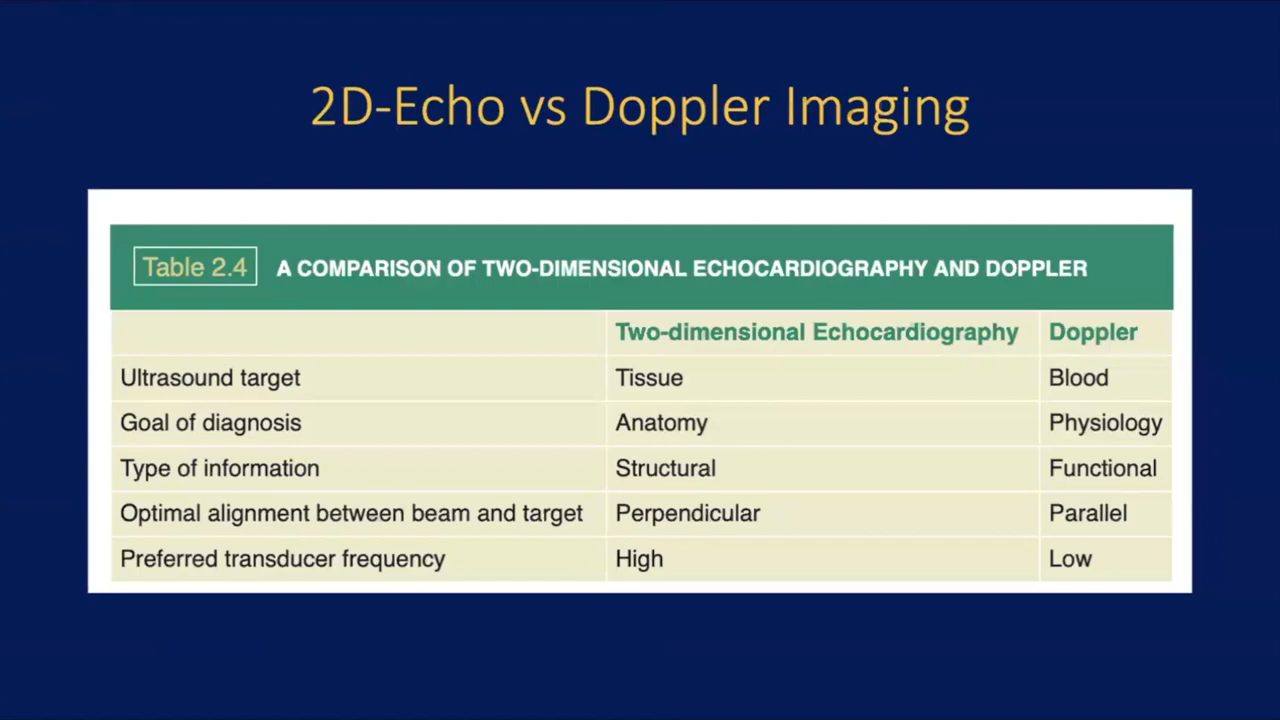 2D-Echo vs Doppler Imaging
Table 2.4 A COMPARISON OF TWO-DIMENSIONAL ECHOCARDIOGRAPHY AND DOPPLER
Two-dimensional Echocardiography Doppler
Ultrasound target Tissue Blood
Goal of diagnosis Anatomy Physiology
Type of information Structural Functional
Optimal alignment between beam and target Perpendicular Parallel
Preferred transducer frequency High Low